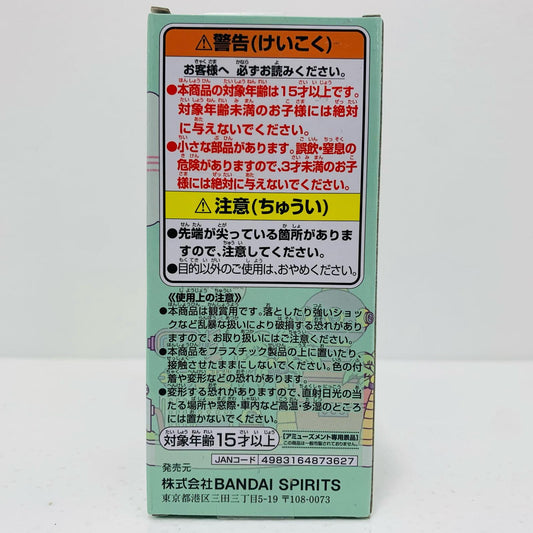 ⚠警告(けいこく)
お客様へ 必ずお読みください。
●本商品の対象年齢は15才以上です。
対象年齢未満のお子様には絶対
に与えないでください。
●小さな部品があります。誤飲・窒息の
危険がありますので、3才未満のお子
様には絶対に与えないでください。
⚠注意(ちゅうい)
●先端が尖っている箇所がありま
すので、注意してください。
●目的以外のご使用は、おやめください。
《使用上の注意》
●本商品は観賞用です。落としたり強いショッ
クなど乱暴な扱いにより破損する恐れがありま
すので、お取り扱いにはご注意ください。
●本商品をプラスチック製品の上に置いたり、
接触させたままにしないでください。色の付
着や変形などの恐れがあります。
●変形する恐れがありますので、直射日光の当
たる場所や窓際・車内など高温・多湿のところ
には置かないでください。
対象年齢15才以上
【アミューズメント専用景品】
この商品は一般市販されておりません。
JANコード 4983164873627
発売元
株式会社BANDAI SPIRITS
東京都港区三田三丁目5-19 〒108-0073